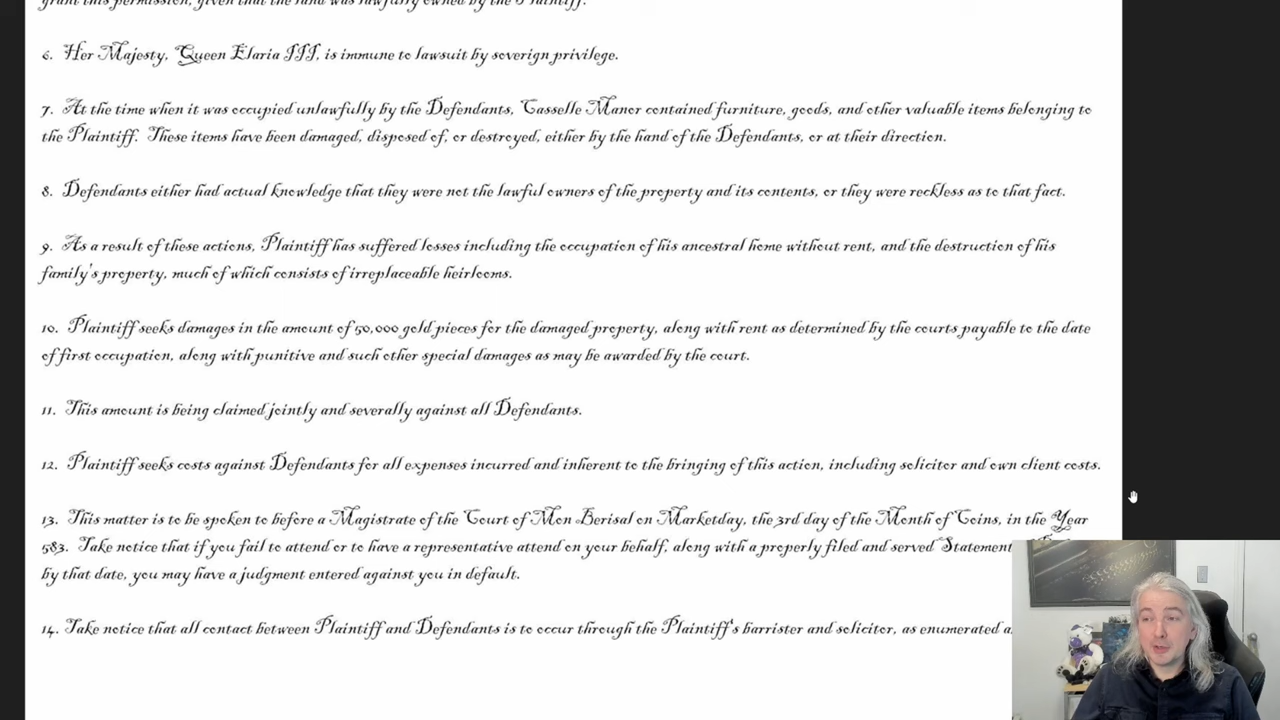 grant this permission, given that the land was lawfully owned by the Plaintiff.
6. Her Majesty, Queen Elaria III, is immune to lawsuit by soverign privilege.
7. At the time when it was occupied unlawfully by the Defendants, Casselle Manor contained furniture, goods, and other valuable items belonging to
the Plaintiff. These items have been damaged, disposed of, or destroyed, either by the hand of the Defendants, or at their direction.
8. Defendants either had actual knowledge that they were not the lawful owners of the property and its contents, or they were reckless as to that fact.
9. As a result of these actions, Plaintiff has suffered losses including the occupation of his ancestral home without rent, and the destruction of his
family's property, much of which consists of irreplaceable heirlooms.
10. Plaintiff seeks damages in the amount of 50,000 gold pieces for the damaged property, along with rent as determined by the courts payable to the date
of first occupation, along with punitive and such other special damages as may be awarded by the court.
11. This amount is being claimed jointly and severally against all Defendants.
12. Plaintiff seeks costs against Defendants for all expenses incurred and inherent to the bringing of this action, including solicitor and own client costs.
13. This matter is to be spoken to before a Magistrate of the Court of Mon Berisal on Marketday, the 3rd day of the Month of Coins, in the Year
583. Take notice that if you fail to attend or to have a representative attend on your behalf, along with a properly filed and served Statement
by that date, you may have a judgment entered against you in default.
14. Take notice that all contact between Plaintiff and Defendants is to occur through the Plaintiff's barrister and solicitor, as enumerated